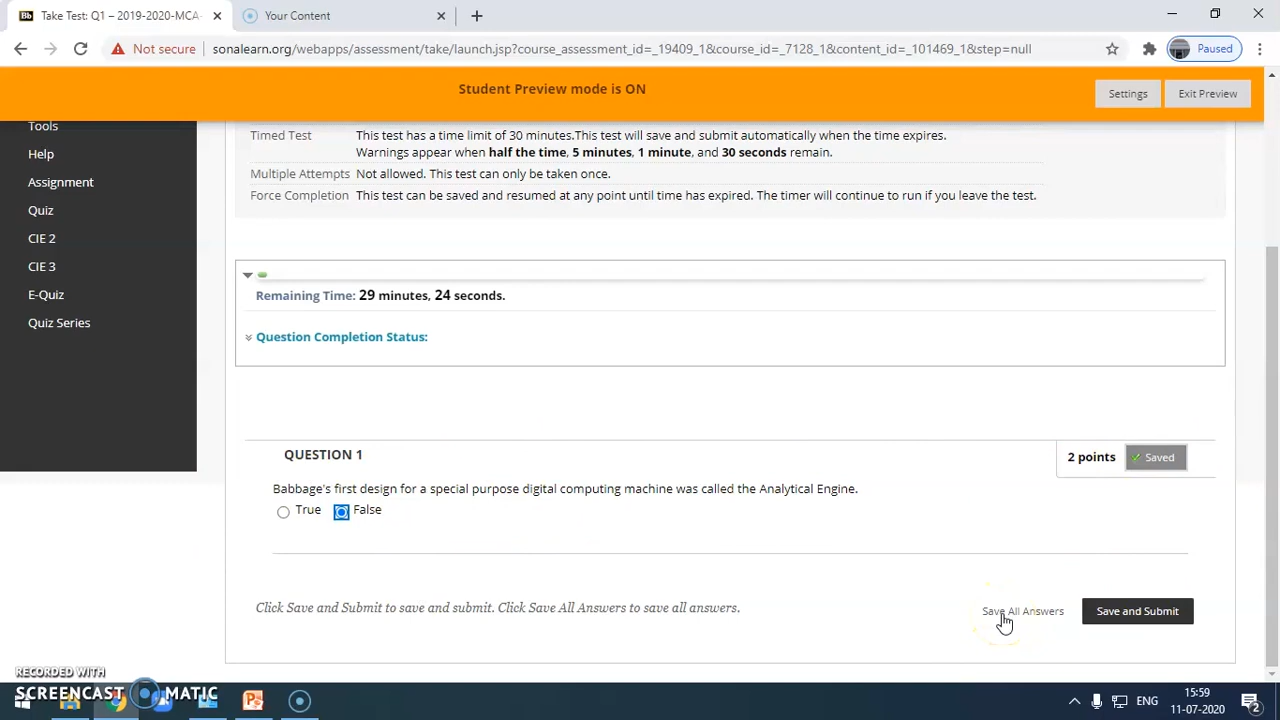 Bb Take Test: Q1 – 2019-2020-MCA-
Your Content
Not secure sonalearn.org/webapps/assessment/take/launch.jsp?course_assessment_id=_19409_1&course_id=_7128_1&content_id=_101469_1&step=null
Paused
Student Preview mode is ON
Settings
Exit Preview
Tools
Help
Assignment
Quiz
CIE 2
CIE 3
E-Quiz
Quiz Series
Timed Test This test has a time limit of 30 minutes.This test will save and submit automatically when the time expires.
Warnings appear when half the time, 5 minutes, 1 minute, and 30 seconds remain.
Multiple Attempts Not allowed. This test can only be taken once.
Force Completion This test can be saved and resumed at any point until time has expired. The timer will continue to run if you leave the test.
Remaining Time: 29 minutes, 24 seconds.
Question Completion Status:
QUESTION 1
2 points
Saved
Babbage's first design for a special purpose digital computing machine was called the Analytical Engine.
True False
Click Save and Submit to save and submit. Click Save All Answers to save all answers.
Save All Answers
Save and Submit
RECORDED WITH
SCREENCAST MATIC
ENG
15:59
11-07-2020
2